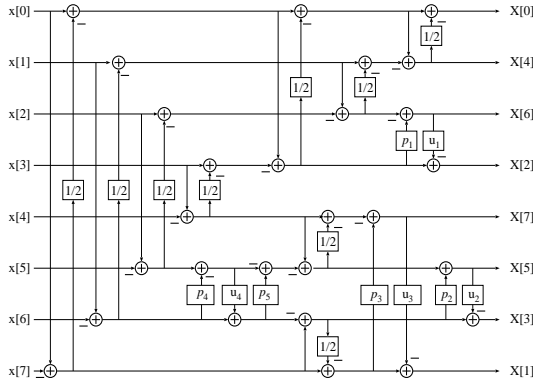 x[0] X[0]
1/2
x[1] X[4]
1/2 1/2
x[2] X[6]
p₁ u₁
x[3] X[2]
1/2 1/2 1/2 1/2
x[4] X[7]
1/2
x[5] X[5]
p₄ u₄ p₅ p₃ u₃ p₂ u₂
x[6] X[3]
1/2
x[7] X[1]